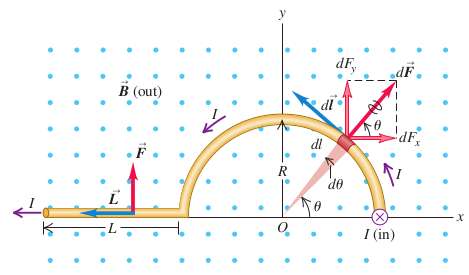 y
dF_y
dF⃗
B⃗ (out)
I
dl⃗
θ
dl
dF_x
F⃗
R
I
dθ
I
L⃗
θ
L
O
I (in)
x